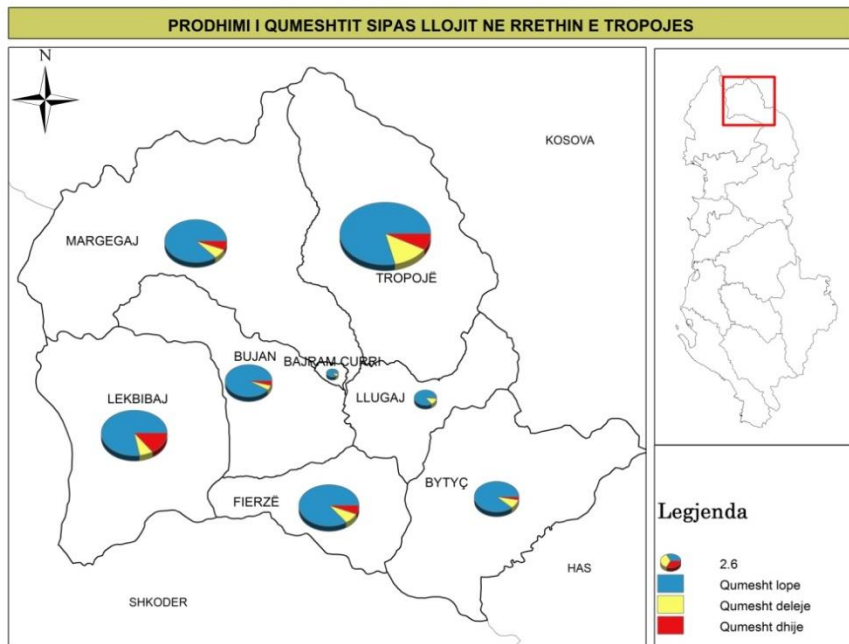 PRODHIMI I QUMESHTIT SIPAS LLOJIT NE RRETHIN E TROPOJES
N
KOSOVA
MARGEGAJ
TROPOJË
BUJAN
BAJRAM CURRI
LLUGAJ
LEKBIBAJ
BYTYÇ
FIERZË
HAS
SHKODER
Legjenda
2.6
Qumesht lope
Qumesht deleje
Qumesht dhije